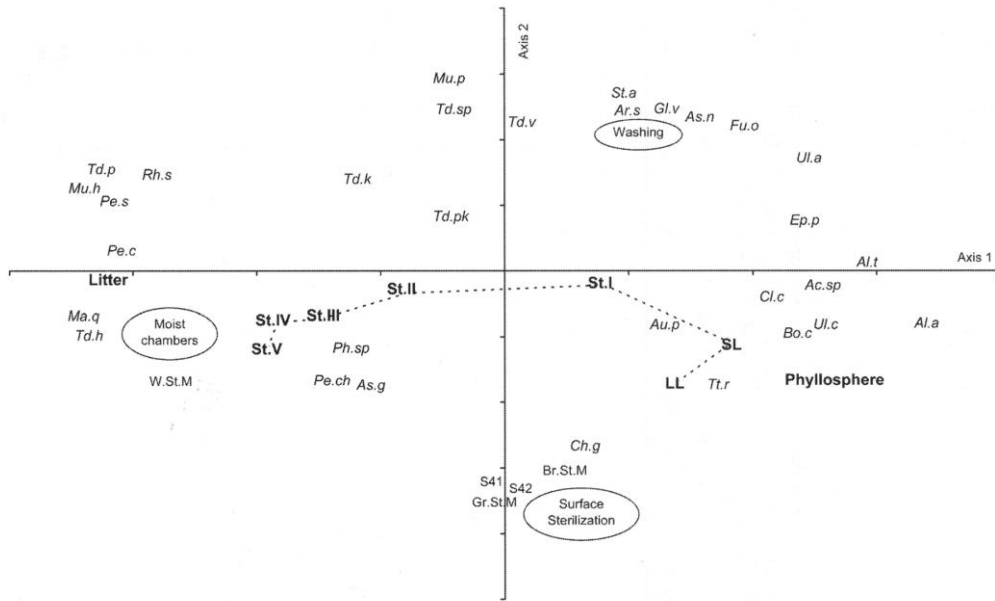 Axis 2
Mu.p
St.a
Td.sp
Ar.s
Gl.v
As.n
Td.v
Fu.o
Washing
Ul.a
Td.p
Rh.s
Td.k
Mu.h
Pe.s
Td.pk
Ep.p
Pe.c
Al.t
Axis 1
Litter
St.II
St.I
Ac.sp
Cl.c
Ma.q
Moist
chambers
St.IV
St.III
Au.p
Ul.c
Al.a
Td.h
Bo.c
St.V
Ph.sp
SL
W.St.M
Pe.ch
As.g
LL
Tt.r
Phyllosphere
Ch.g
Br.St.M
S41
S42
Gr.St.M
Surface
Sterilization